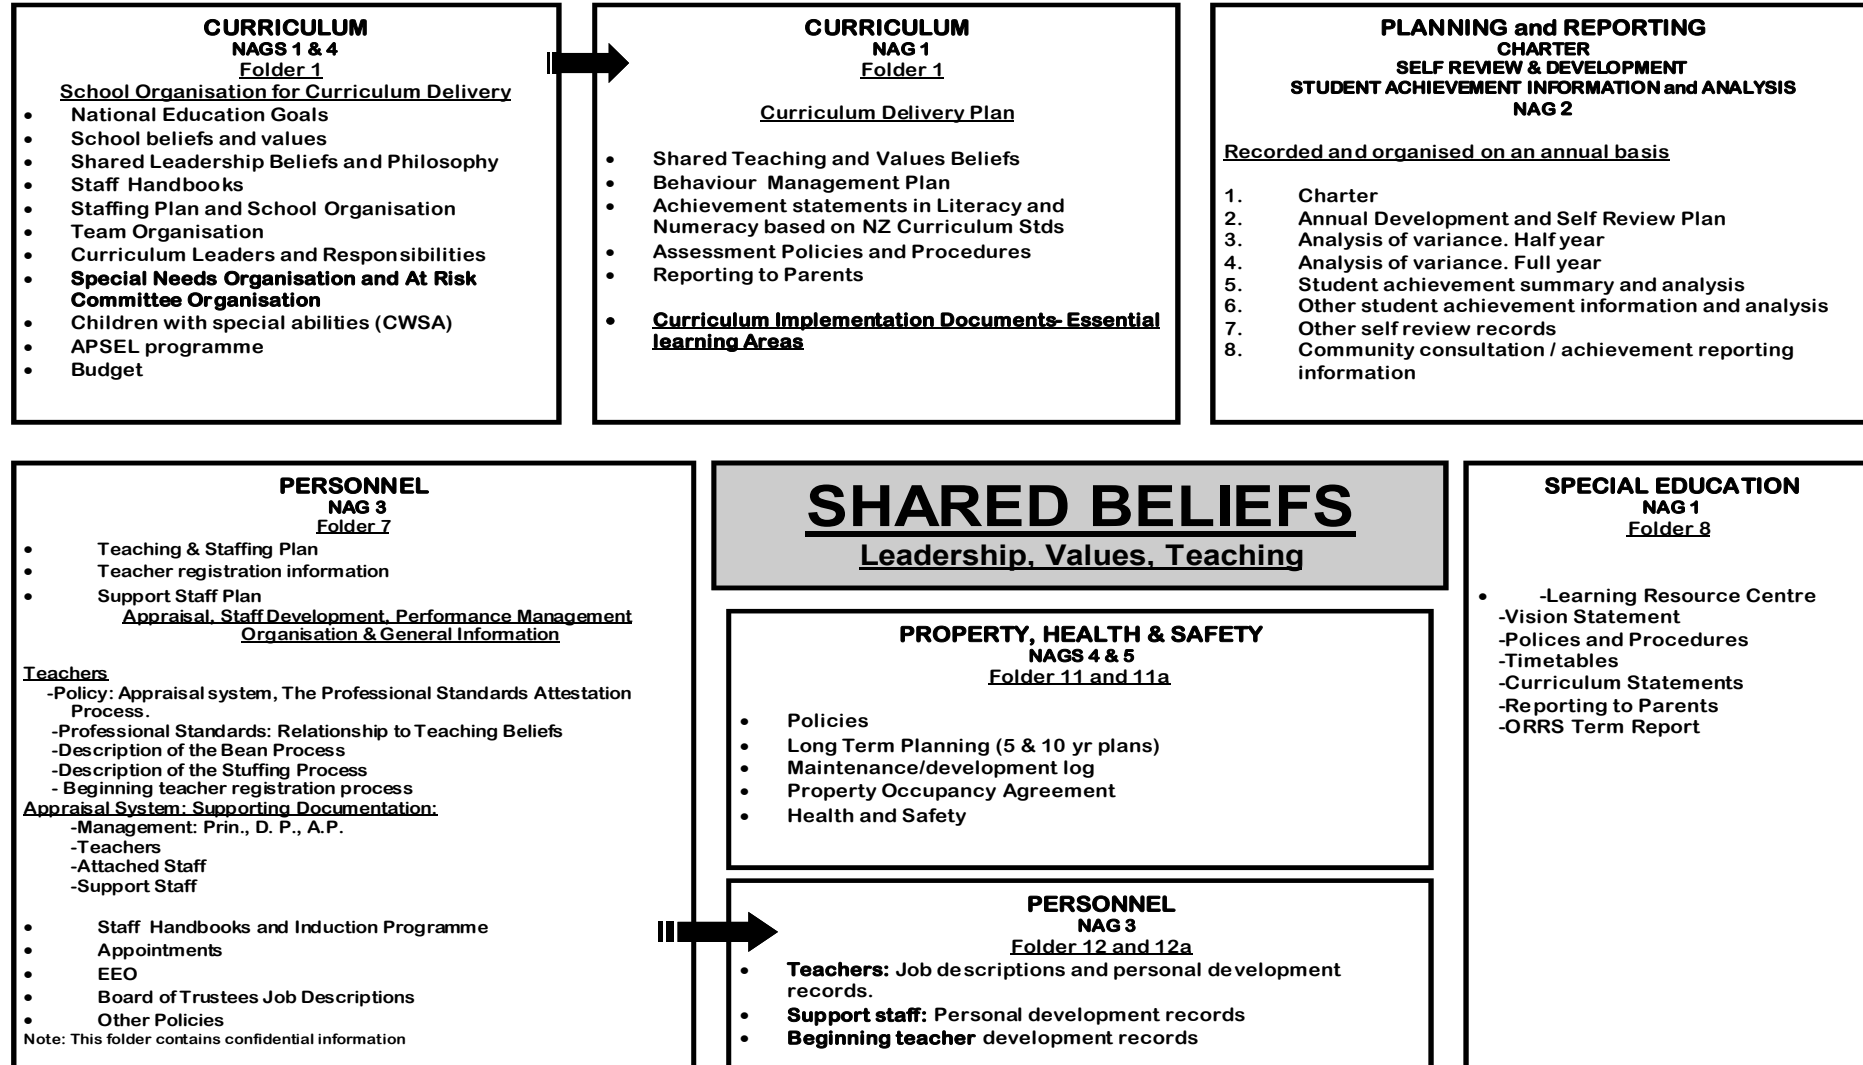 CURRICULUM
NAGS 1 & 4
Folder 1
School Organisation for Curriculum Delivery
• National Education Goals
• School beliefs and values
• Shared Leadership Beliefs and Philosophy
• Staff Handbooks
• Staffing Plan and School Organisation
• Team Organisation
• Curriculum Leaders and Responsibilities
• Special Needs Organisation and At Risk
Committee Organisation
• Children with special abilities (CWSA)
• APSEL programme
• Budget
CURRICULUM
NAG 1
Folder 1
Curriculum Delivery Plan
• Shared Teaching and Values Beliefs
• Behaviour Management Plan
• Achievement statements in Literacy and
Numeracy based on NZ Curriculum Stds
• Assessment Policies and Procedures
• Reporting to Parents
• Curriculum Implementation Documents- Essential
learning Areas
PLANNING and REPORTING
CHARTER
SELF REVIEW & DEVELOPMENT
STUDENT ACHIEVEMENT INFORMATION and ANALYSIS
NAG 2
Recorded and organised on an annual basis
1. Charter
2. Annual Development and Self Review Plan
3. Analysis of variance. Half year
4. Analysis of variance. Full year
5. Student achievement summary and analysis
6. Other student achievement information and analysis
7. Other self review records
8. Community consultation / achievement reporting
information
PERSONNEL
NAG 3
Folder 7
• Teaching & Staffing Plan
• Teacher registration information
• Support Staff Plan
Appraisal, Staff Development, Performance Management
Organisation & General Information
Teachers
-Policy: Appraisal system, The Professional Standards Attestation
Process.
-Professional Standards: Relationship to Teaching Beliefs
-Description of the Bean Process
-Description of the Stuffing Process
- Beginning teacher registration process
Appraisal System: Supporting Documentation:
-Management: Prin., D. P., A.P.
-Teachers
-Attached Staff
-Support Staff
• Staff Handbooks and Induction Programme
• Appointments
• EEO
• Board of Trustees Job Descriptions
• Other Policies
Note: This folder contains confidential information
SHARED BELIEFS
Leadership, Values, Teaching
PROPERTY, HEALTH & SAFETY
NAGS 4 & 5
Folder 11 and 11a
• Policies
• Long Term Planning (5 & 10 yr plans)
• Maintenance/development log
• Property Occupancy Agreement
• Health and Safety
PERSONNEL
NAG 3
Folder 12 and 12a
• Teachers: Job descriptions and personal development
records.
• Support staff: Personal development records
• Beginning teacher development records
SPECIAL EDUCATION
NAG 1
Folder 8
• -Learning Resource Centre
-Vision Statement
-Polices and Procedures
-Timetables
-Curriculum Statements
-Reporting to Parents
-ORRS Term Report